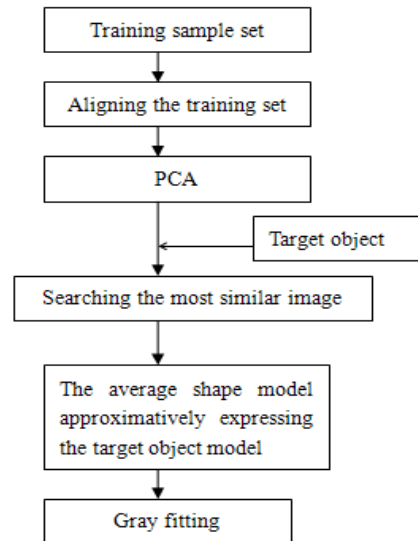 Training sample set
Aligning the training set
PCA
Target object
Searching the most similar image
The average shape model
approximatively expressing
the target object model
Gray fitting